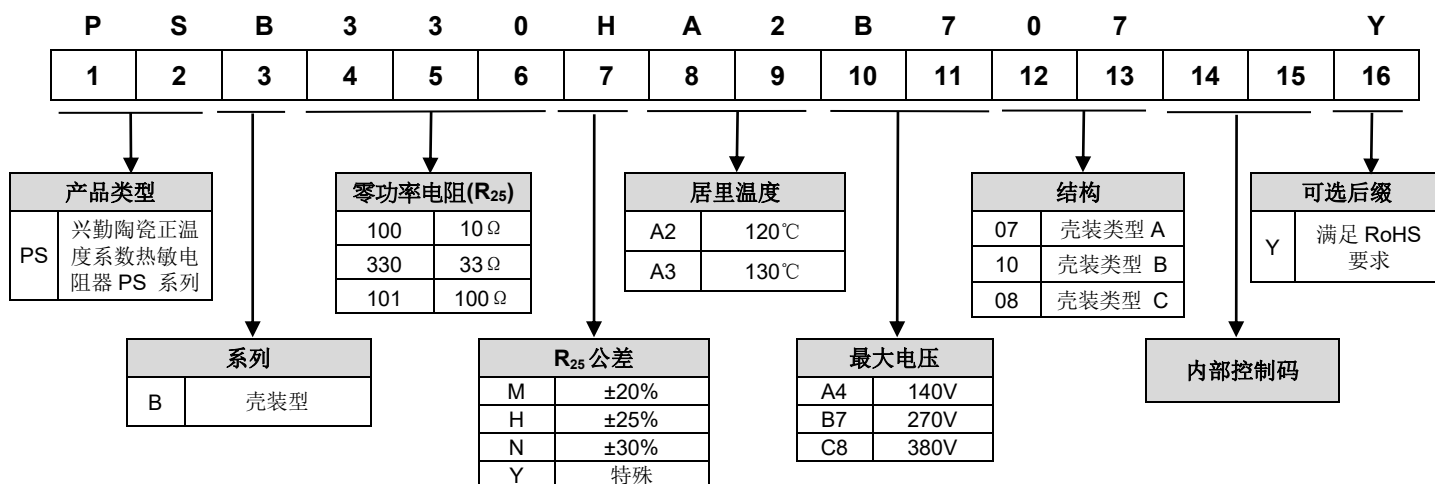 P S B 3 3 0 H A 2 B 7 0 7 Y
1 2 3 4 5 6 7 8 9 10 11 12 13 14 15 16
产品类型
PS 兴勤陶瓷正温
度系数热敏电
阻器 PS 系列
零功率电阻(R25)
100 10Ω
330 33Ω
101 100Ω
居里温度
A2 120℃
A3 130℃
结构
07 壳装类型 A
10 壳装类型 B
08 壳装类型 C
可选后缀
Y 满足 RoHS
要求
系列
B 壳装型
R25公差
M ±20%
H ±25%
N ±30%
Y 特殊
最大电压
A4 140V
B7 270V
C8 380V
内部控制码